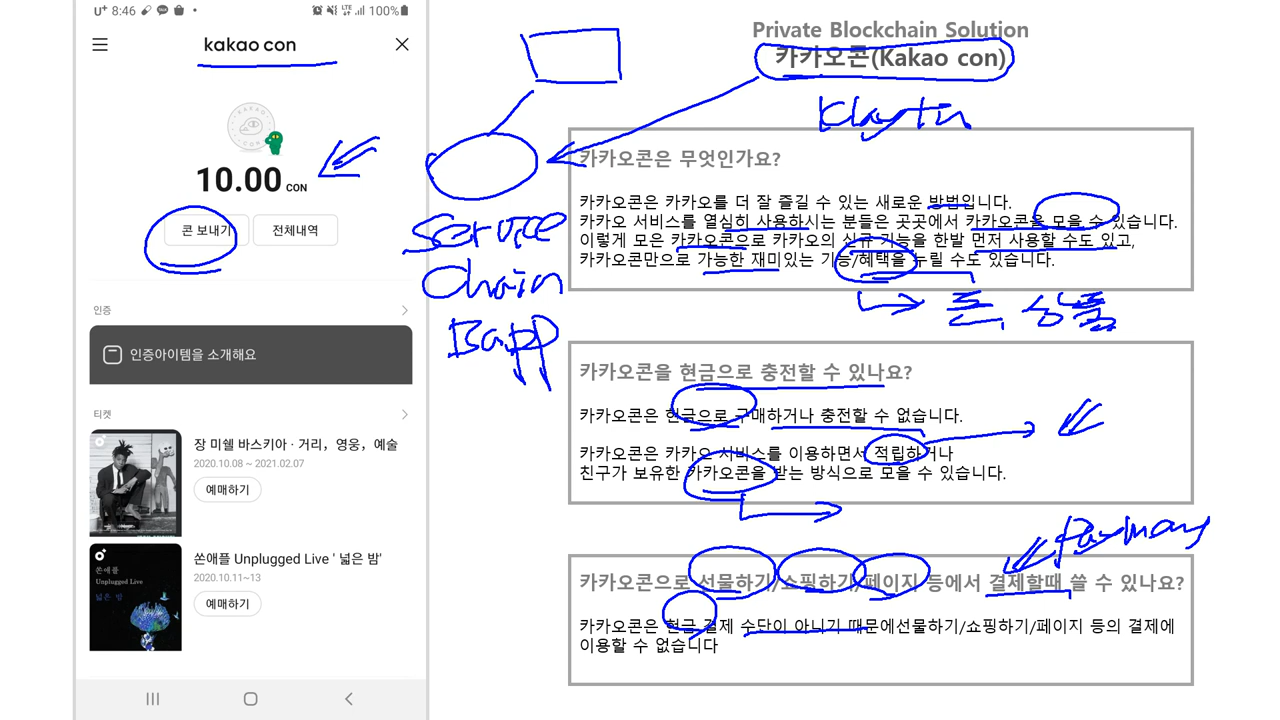 U+ 8:46 LTE 100%
kakao con
KAKAO
CON
10.00 CON
콘 보내기 전체내역
인증
인증아이템을 소개해요
티켓
장 미쉘 바스키아 · 거리, 영웅, 예술
2020.10.08 ~ 2021.02.07
예매하기
쏜애플
Unplugged Live
넓은 밤
쏜애플 Unplugged Live ' 넓은 밤'
2020.10.11~13
예매하기
Service
Chain
Bapp
Private Blockchain Solution
카카오콘(Kakao con)
Klaytn
카카오콘은 무엇인가요?
카카오콘은 카카오를 더 잘 즐길 수 있는 새로운 방법입니다.
카카오 서비스를 열심히 사용하시는 분들은 곳곳에서 카카오콘을 모을 수 있습니다.
이렇게 모은 카카오콘으로 카카오의 신규 기능을 한발 먼저 사용할 수도 있고,
카카오콘만으로 가능한 재미있는 기능/혜택을 누릴 수도 있습니다.
돈, 상품
카카오콘을 현금으로 충전할 수 있나요?
카카오콘은 현금으로 구매하거나 충전할 수 없습니다.
카카오콘은 카카오 서비스를 이용하면서 적립하거나
친구가 보유한 카카오콘을 받는 방식으로 모을 수 있습니다.
카카오콘으로 선물하기/쇼핑하기/페이지 등에서 결제할때 쓸 수 있나요?
카카오콘은 현금 결제 수단이 아니기 때문에선물하기/쇼핑하기/페이지 등의 결제에
이용할 수 없습니다